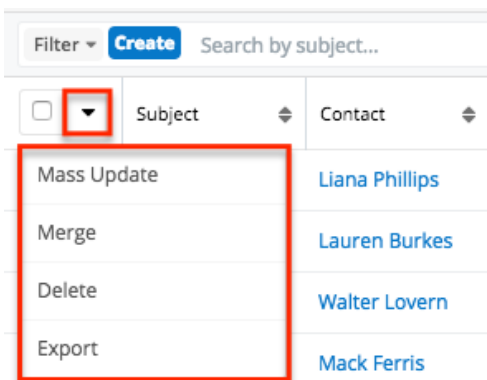 Filter Create Search by subject...
Subject Contact
Mass Update Liana Phillips
Merge Lauren Burkes
Delete Walter Lovern
Export Mack Ferris